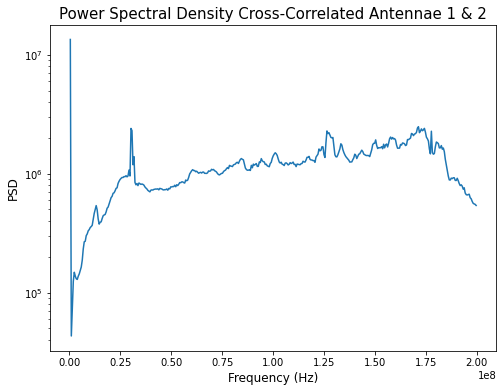 Power Spectral Density Cross-Correlated Antennae 1 & 2
PSD
10⁷
10⁶
10⁵
0.00 0.25 0.50 0.75 1.00 1.25 1.50 1.75 2.00
1e8
Frequency (Hz)